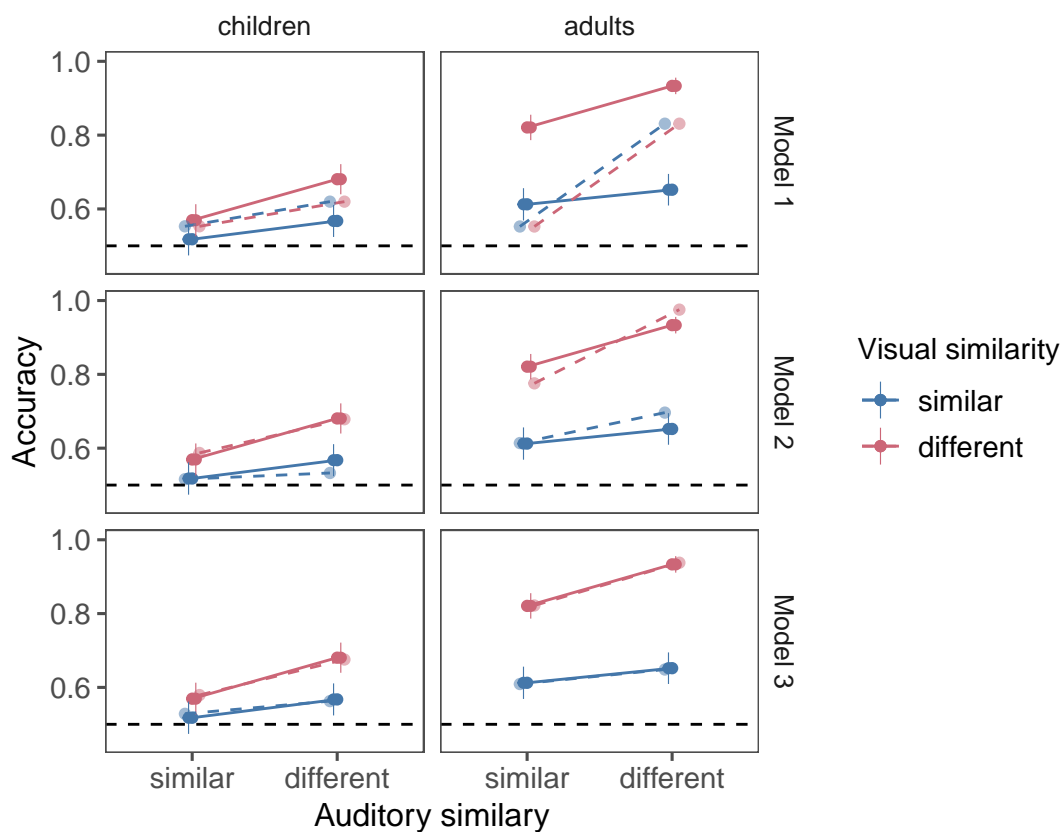 children
adults
1.0
0.8
0.6
Model 1
1.0
0.8
0.6
Model 2
1.0
0.8
0.6
Model 3
Accuracy
similar
different
similar
different
Auditory similary
Visual similarity
similar
different